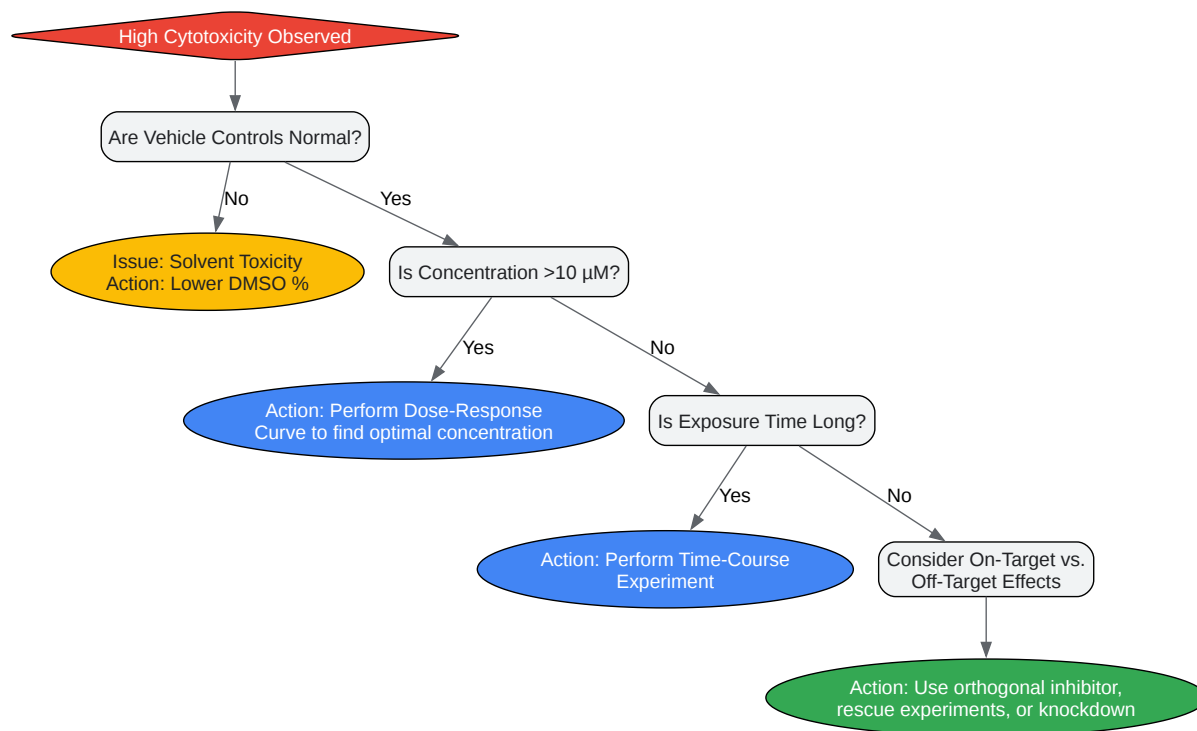 High Cytotoxicity Observed
Are Vehicle Controls Normal?
No
Yes
Issue: Solvent Toxicity
Action: Lower DMSO %
Is Concentration >10 µM?
Yes
No
Action: Perform Dose-Response
Curve to find optimal concentration
Is Exposure Time Long?
Yes
No
Action: Perform Time-Course
Experiment
Consider On-Target vs.
Off-Target Effects
Action: Use orthogonal inhibitor,
rescue experiments, or knockdown